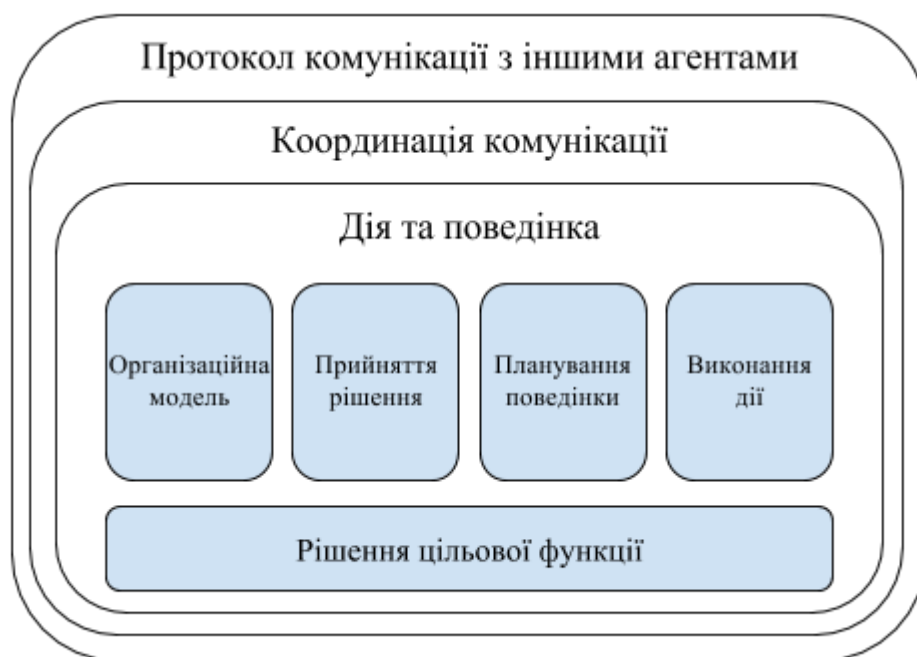 Протокол комунікації з іншими агентами
Координація комунікації
Дія та поведінка
Організаційна
модель
Прийняття
рішення
Планування
поведінки
Виконання
дії
Рішення цільової функції